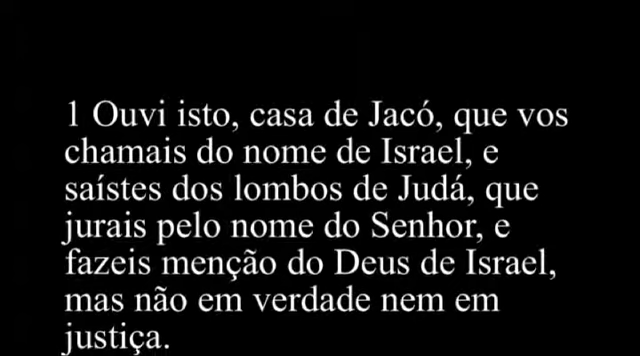 1 Ouvi isto, casa de Jacó, que vos
chamais do nome de Israel, e
saístes dos lombos de Judá, que
jurais pelo nome do Senhor, e
fazeis menção do Deus de Israel,
mas não em verdade nem em
justiça.